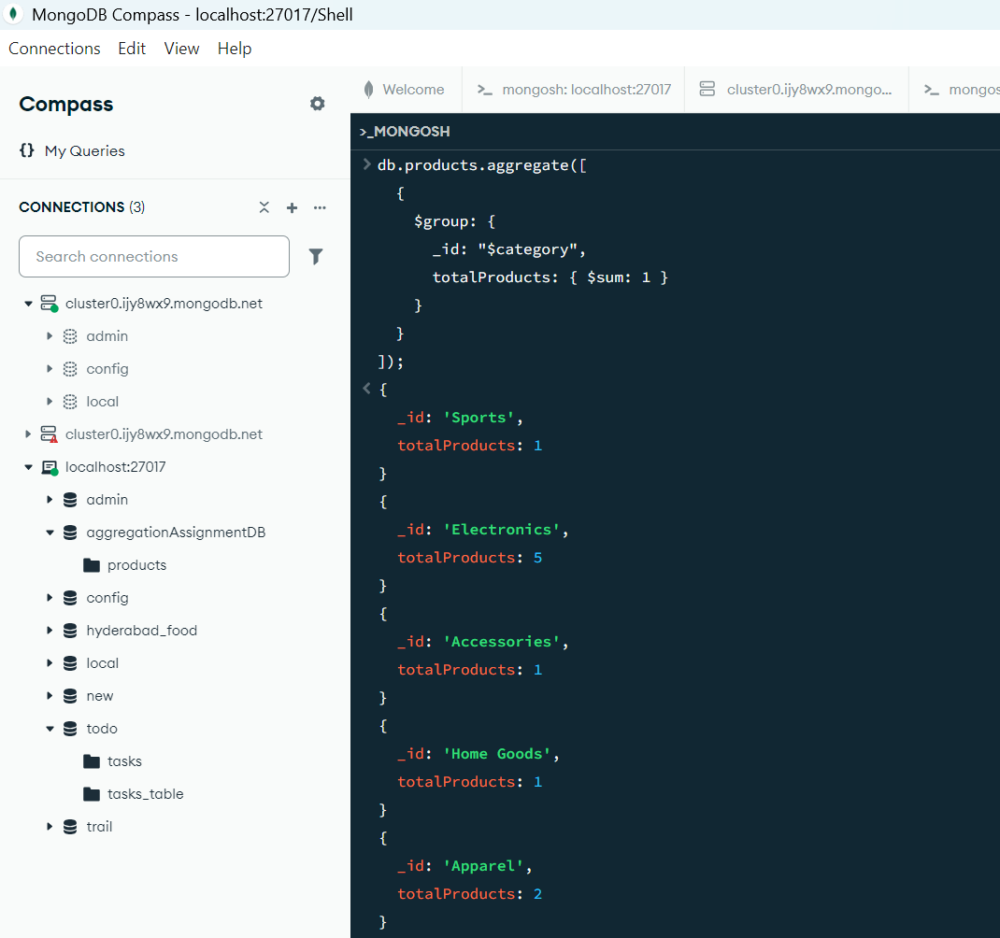 MongoDB Compass - localhost:27017/Shell
Connections Edit View Help
Compass
{} My Queries
CONNECTIONS (3)
Search connections
cluster0.ijy8wx9.mongodb.net
admin
config
local
cluster0.ijy8wx9.mongodb.net
localhost:27017
admin
aggregationAssignmentDB
products
config
hyderabad_food
local
new
todo
tasks
tasks_table
trail
Welcome
>_ mongosh: localhost:27017
cluster0.ijy8wx9.mongo...
>_ mongos
>_MONGOSH
> db.products.aggregate([
  {
    $group: {
      _id: "$category",
      totalProducts: { $sum: 1 }
    }
  }
]);
< {
  _id: 'Sports',
  totalProducts: 1
}
{
  _id: 'Electronics',
  totalProducts: 5
}
{
  _id: 'Accessories',
  totalProducts: 1
}
{
  _id: 'Home Goods',
  totalProducts: 1
}
{
  _id: 'Apparel',
  totalProducts: 2
}